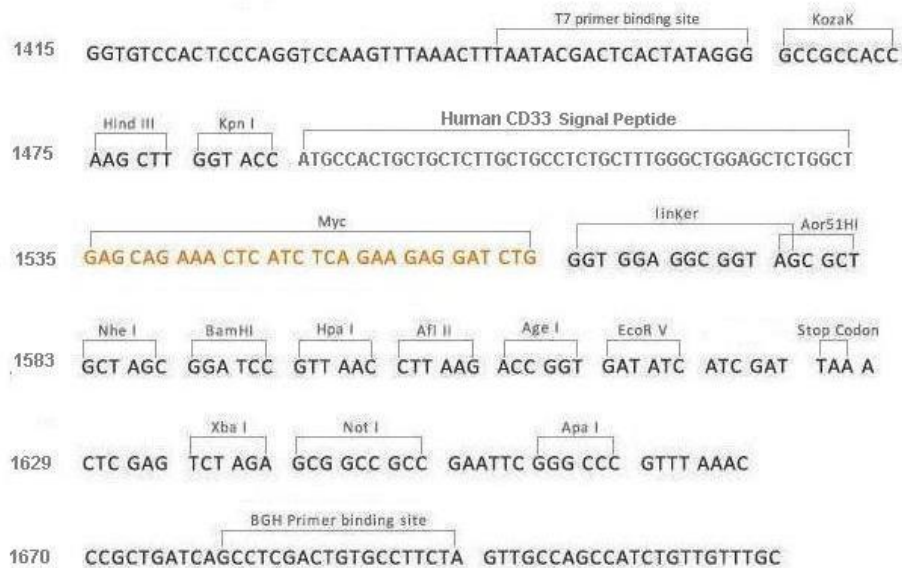 T7 primer binding site KozaK
1415 GGTGTCCACTCCCAGGTCCAAGTTTAAACTTTAATACGACTCACTATAGGG GCCGCCACC
HInd III Kpn I Human CD33 Signal Peptide
1475 AAG CTT GGT ACC ATGCCACTGCTGCTCTTGCTGCCTCTGCTTTGGGCTGGAGCTCTGGCT
Myc linKer Aor51HI
1535 GAG CAG AAA CTC ATC TCA GAA GAG GAT CTG GGT GGA GGC GGT AGC GCT
Nhe I BamHI Hpa I Afl II Age I EcoR V Stop Codon
1583 GCT AGC GGA TCC GTT AAC CTT AAG ACC GGT GAT ATC ATC GAT TAA A
Xba I Not I Apa I
1629 CTC GAG TCT AGA GCG GCC GCC GAATTC GGG CCC GTTT AAAC
BGH Primer binding site
1670 CCGCTGATCAGCCTCGACTGTGCCTTCTA GTTGCCAGCCATCTGTTGTTTGC